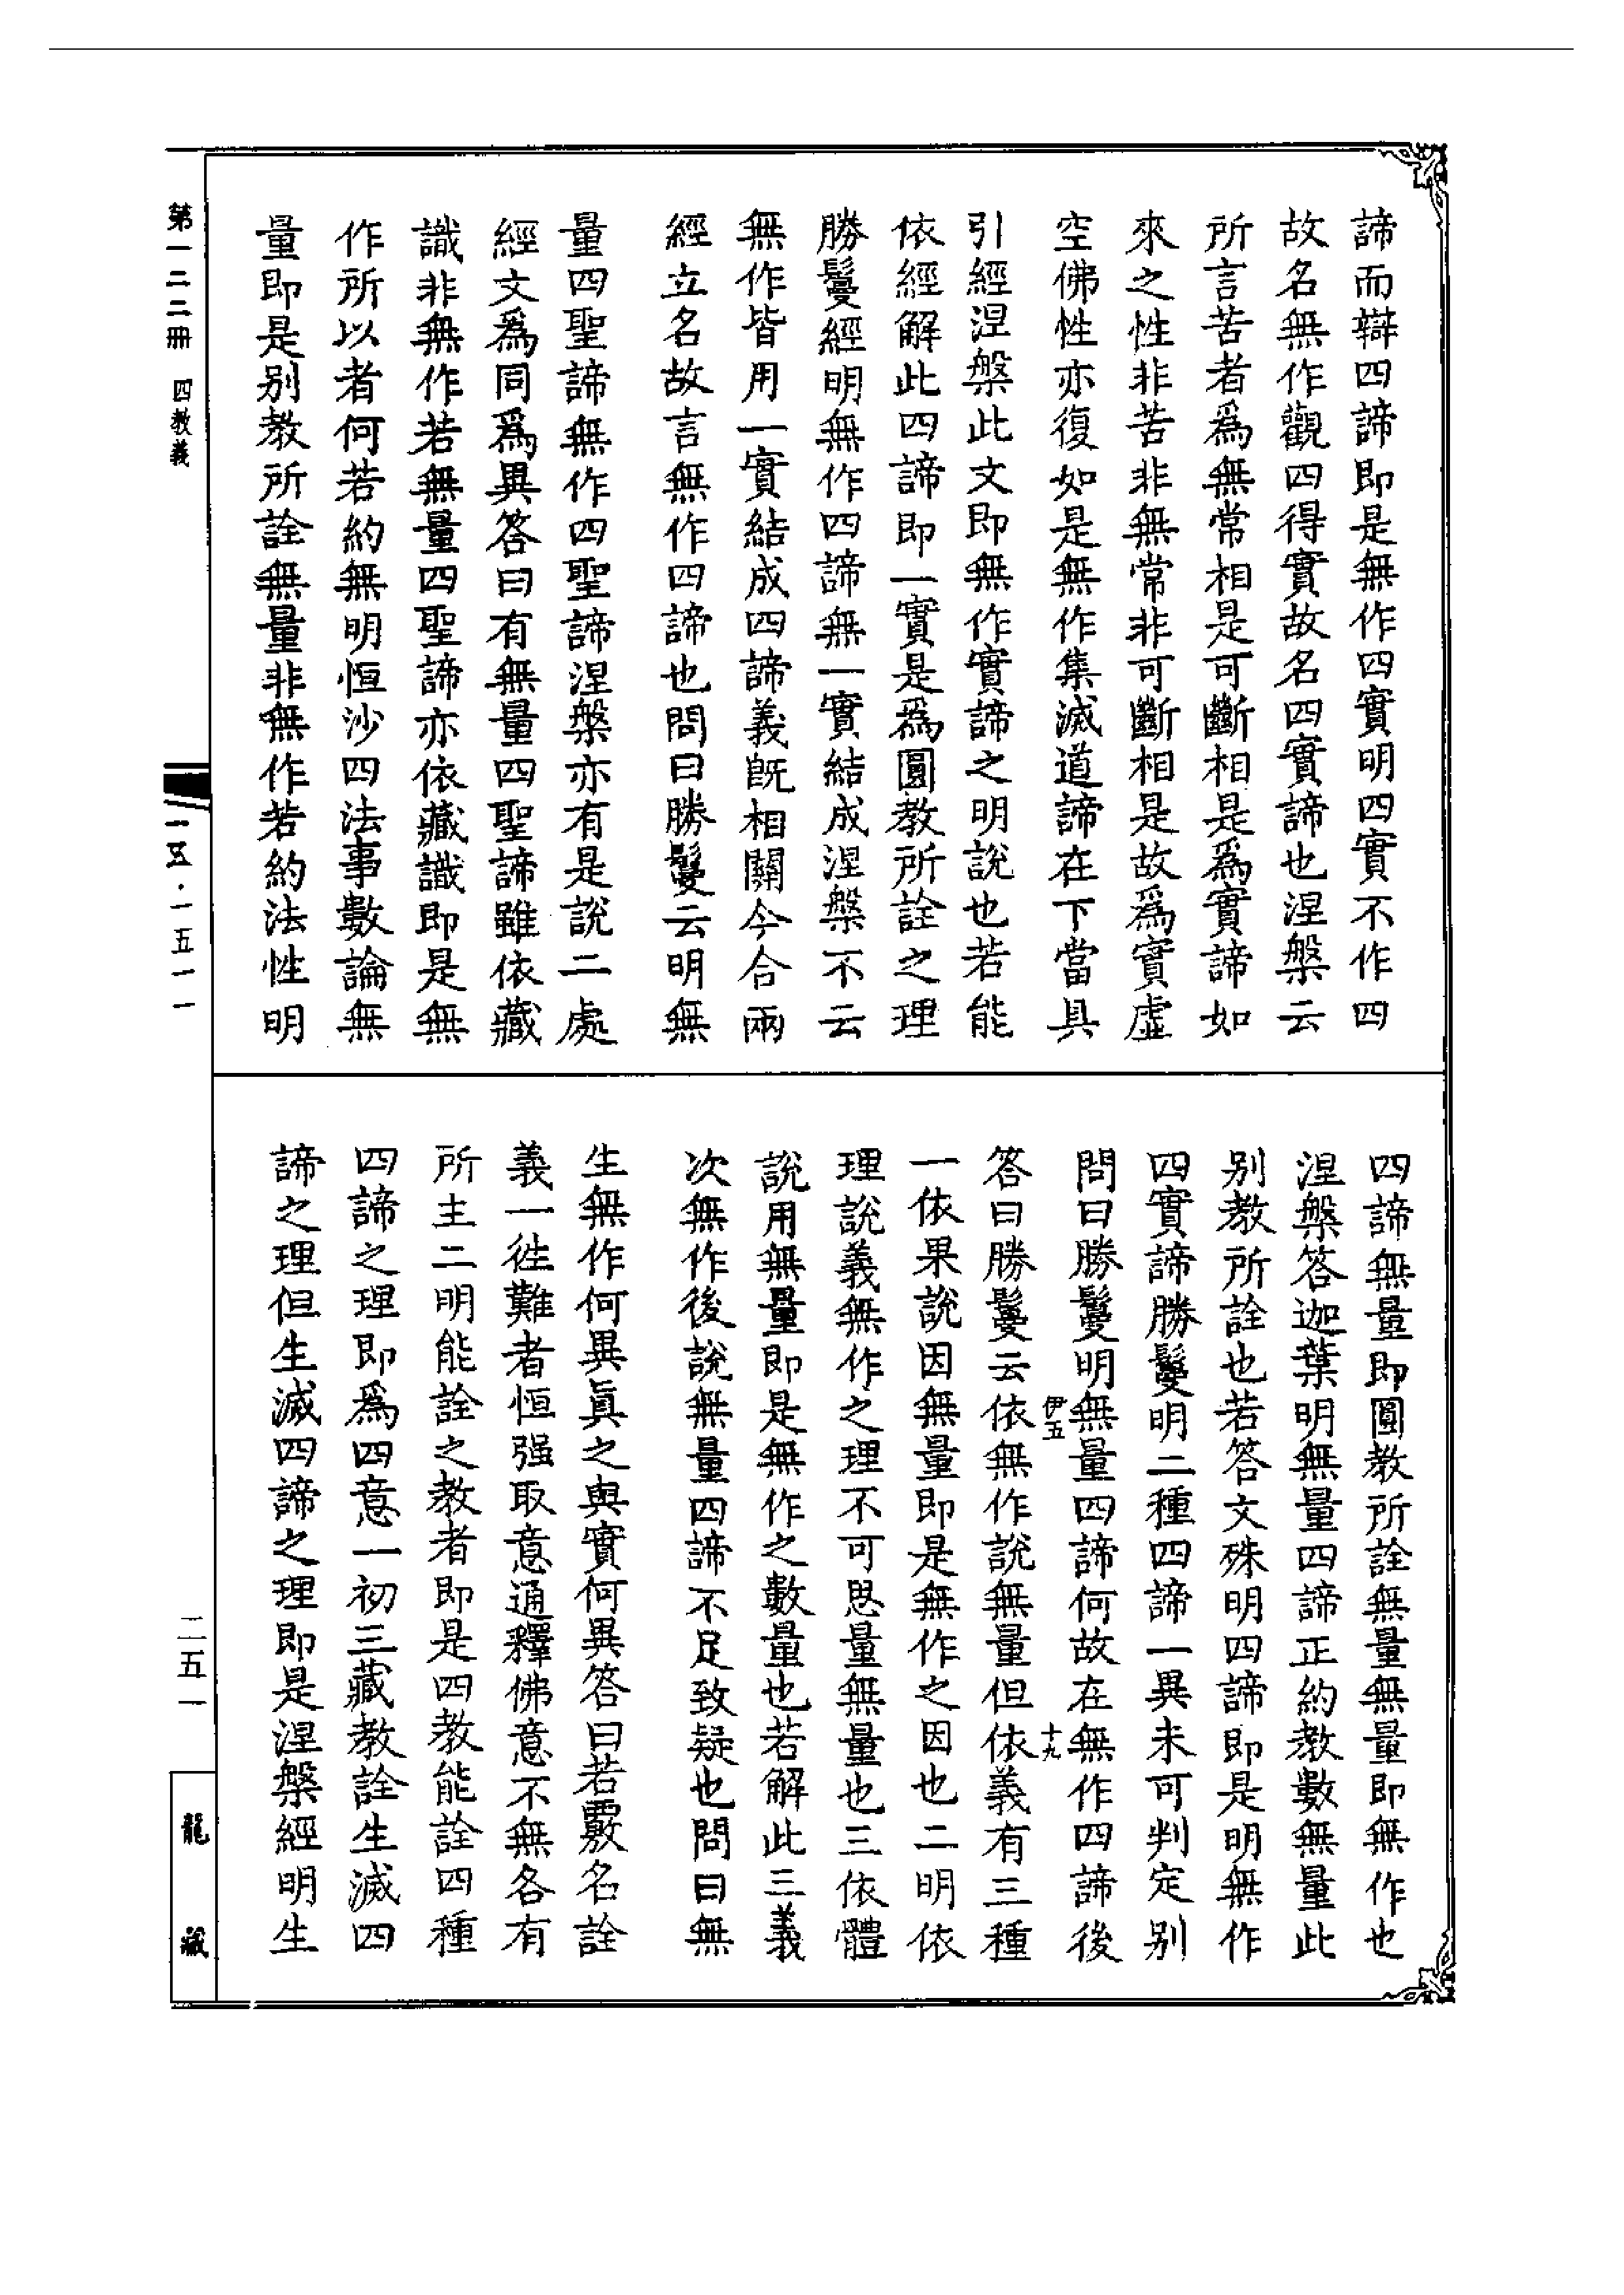 諦而辯四諦即是無作四實明四實不作四
故名無作觀四得實故名四實諦也涅槃云
所言苦者爲無常相是可斷相是爲實諦如
來之性非苦非無常非可斷相是故爲實虛
空佛性亦復如是無作集滅道諦在下當具
引經涅槃此文即無作實諦之明說也若能
依經解此四諦即一實是爲圓教所詮之理
勝鬘經明無作四諦無一實結成涅槃不云
無作皆用一實結成四諦義既相關今合兩
經立名故言無作四諦也問曰勝鬘云明無
量四聖諦無作四聖諦涅槃亦有是說二處
經文爲同爲異答曰有無量四聖諦雖依藏
識非無作若無量四聖諦亦依藏識即是無
作所以者何若約無明恒沙四法事數論無
量即是別教所詮無量非無作若約法性明
四諦無量即圓教所詮無量無量即無作也
涅槃答迦葉明無量四諦正約教數無量此
別教所詮也若答文殊明四諦即是明無作
四實諦勝鬘明二種四諦一異未可判定別
問曰勝鬘明無量四諦何故在無作四諦後
伊五
十九
答曰勝鬘云依無作說無量但依義有三種
一依果說因無量即是無作之因也二明依
理說義無作之理不可思量無量也三依體
說用無量即是無作之數量也若解此三義
次無作後說無量四諦不足致疑也問曰無
生無作何異真之與實何異答曰若覈名詮
義一徃難者恒强取意通釋佛意不無各有
所主二明能詮之教者即是四教能詮四種
四諦之理即爲四意一初三藏教詮生滅四
諦之理但生滅四諦之理即是涅槃經明生
第一二二冊 四教義
一五·一五一一
二五一
龍藏